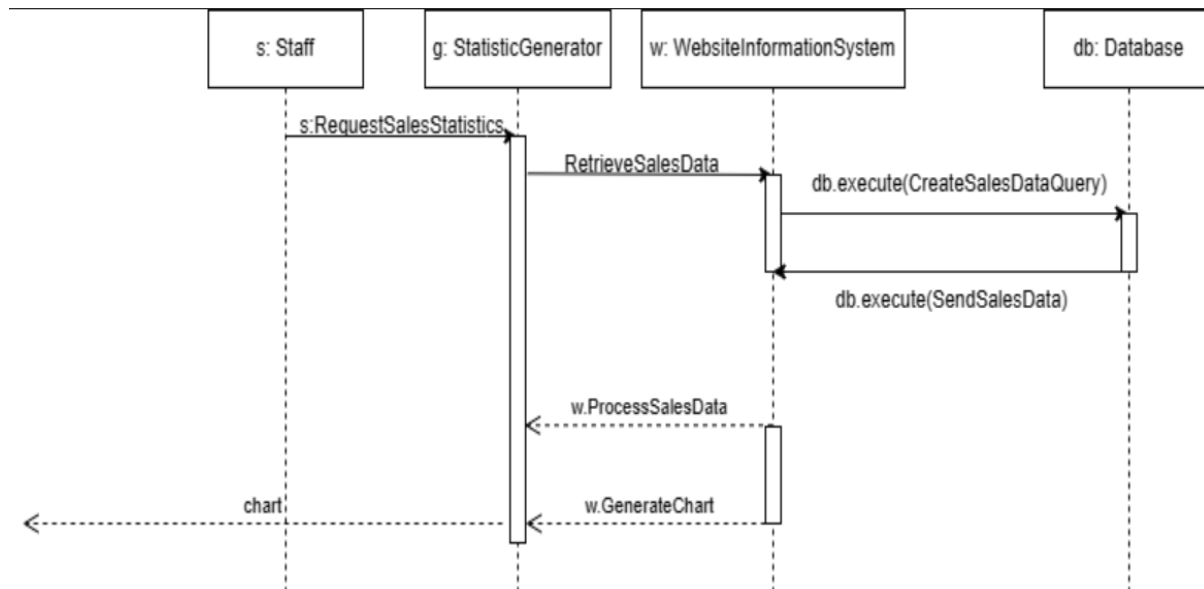 s: Staff
g: StatisticGenerator
w: WebsiteInformationSystem
db: Database
s:RequestSalesStatistics
RetrieveSalesData
db.execute(CreateSalesDataQuery)
db.execute(SendSalesData)
w.ProcessSalesData
chart
w.GenerateChart